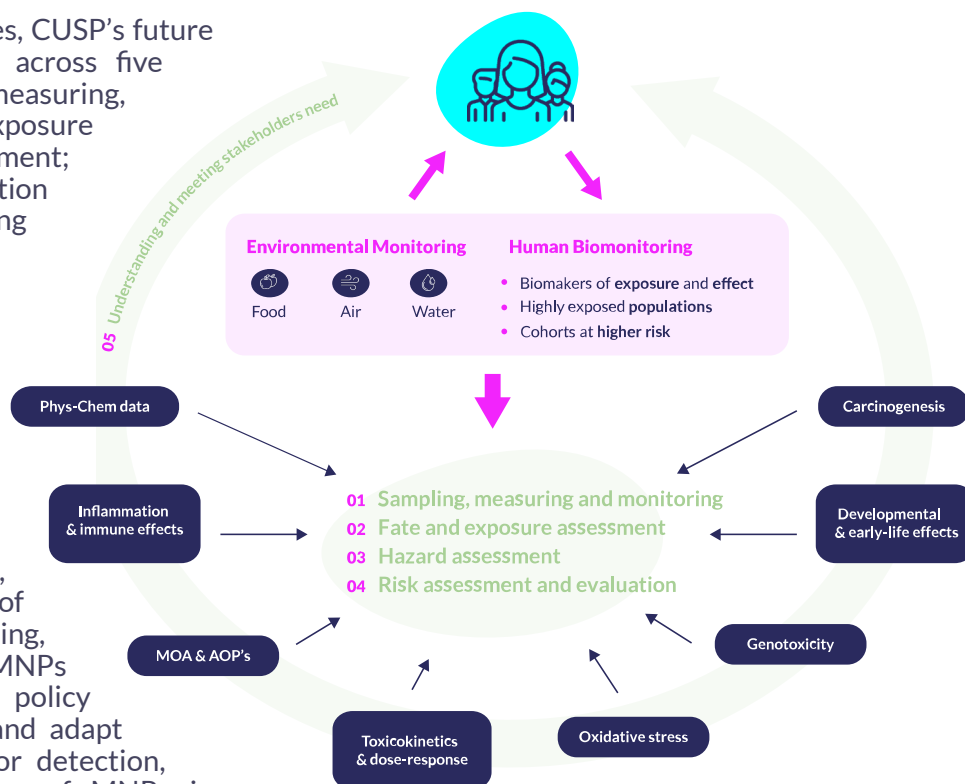 es, CUSP’s future
across five
measuring,
exposure
ment;
tion
ng
05 Understanding and meeting stakeholders need
Environmental Monitoring
Food
Air
Water
Human Biomonitoring
• Biomakers of exposure and effect
• Highly exposed populations
• Cohorts at higher risk
Phys-Chem data
Carcinogenesis
Inflammation
& immune effects
Developmental
& early-life effects
01 Sampling, measuring and monitoring
02 Fate and exposure assessment
03 Hazard assessment
04 Risk assessment and evaluation
MOA & AOP's
Genotoxicity
Toxicokinetics
& dose-response
Oxidative stress
of
ing,
MNPs
policy
and adapt
or detection,